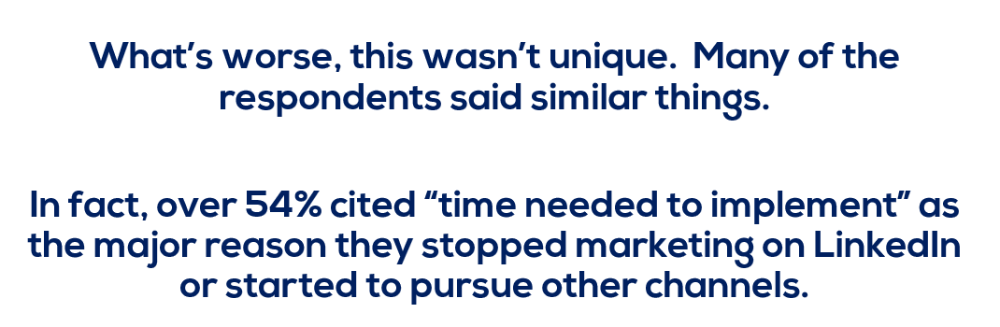 What’s worse, this wasn’t unique.  Many of the
respondents said similar things.
In fact, over 54% cited “time needed to implement” as
the major reason they stopped marketing on LinkedIn
or started to pursue other channels.